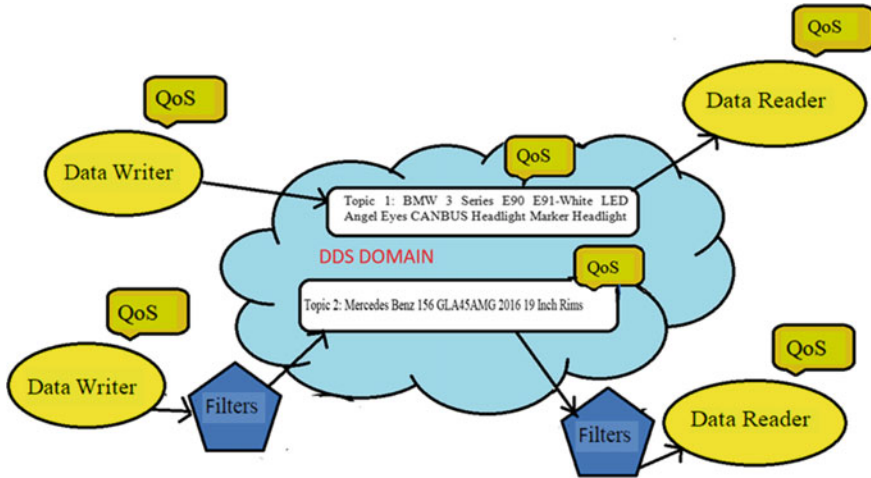 QoS
QoS
Data Reader
Data Writer
QoS
Topic 1: BMW 3 Series E90 E91-White LED
Angel Eyes CANBUS Headlight Marker Headlight
DDS DOMAIN
QoS
Topic 2: Mercedes Benz 156 GLA45AMG 2016 19 Inch Rims
QoS
QoS
Data Writer
Filters
Filters
Data Reader